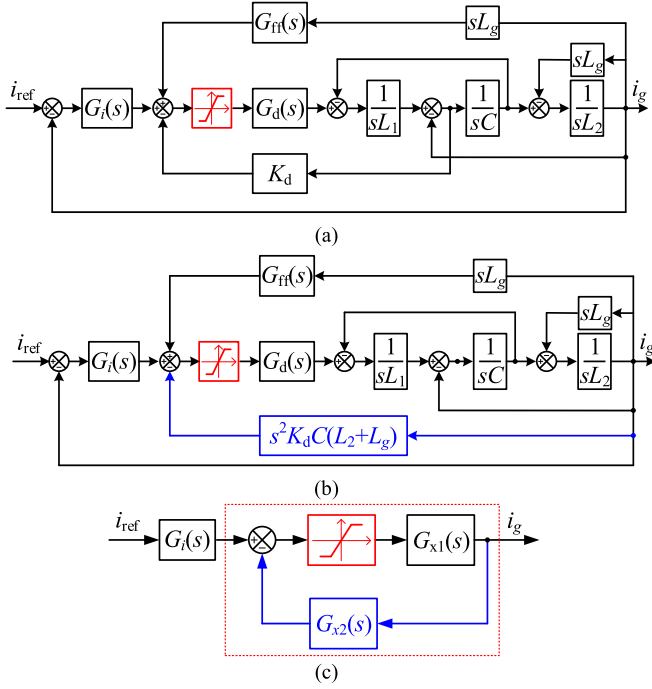 G_ff(s)
sL_g
sL_g
i_ref
G_i(s)
G_d(s)
1/sL_1
1/sC
1/sL_2
i_g
K_d
(a)
G_ff(s)
sL_g
sL_g
i_ref
G_i(s)
G_d(s)
1/sL_1
1/sC
1/sL_2
i_g
s^2K_dC(L_2+L_g)
(b)
i_ref
G_i(s)
G_x1(s)
i_g
G_x2(s)
(c)